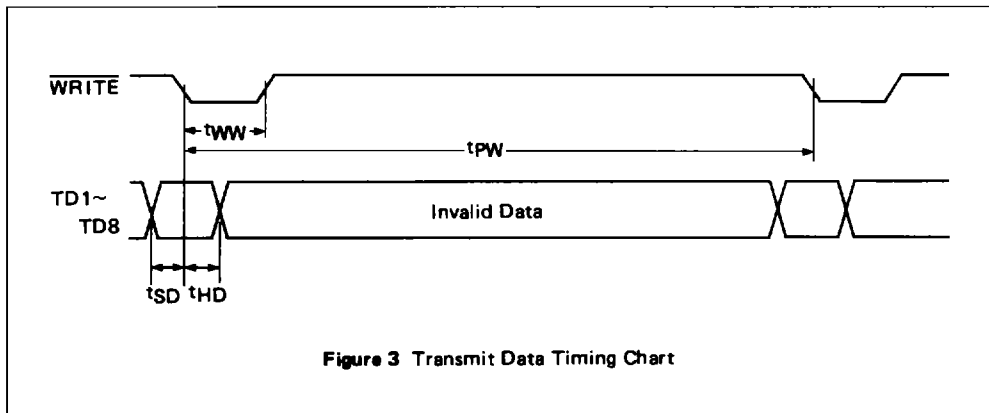 WRITE
tWW
tPW
TD1~
TD8
Invalid Data
tSD tHD
Figure 3 Transmit Data Timing Chart